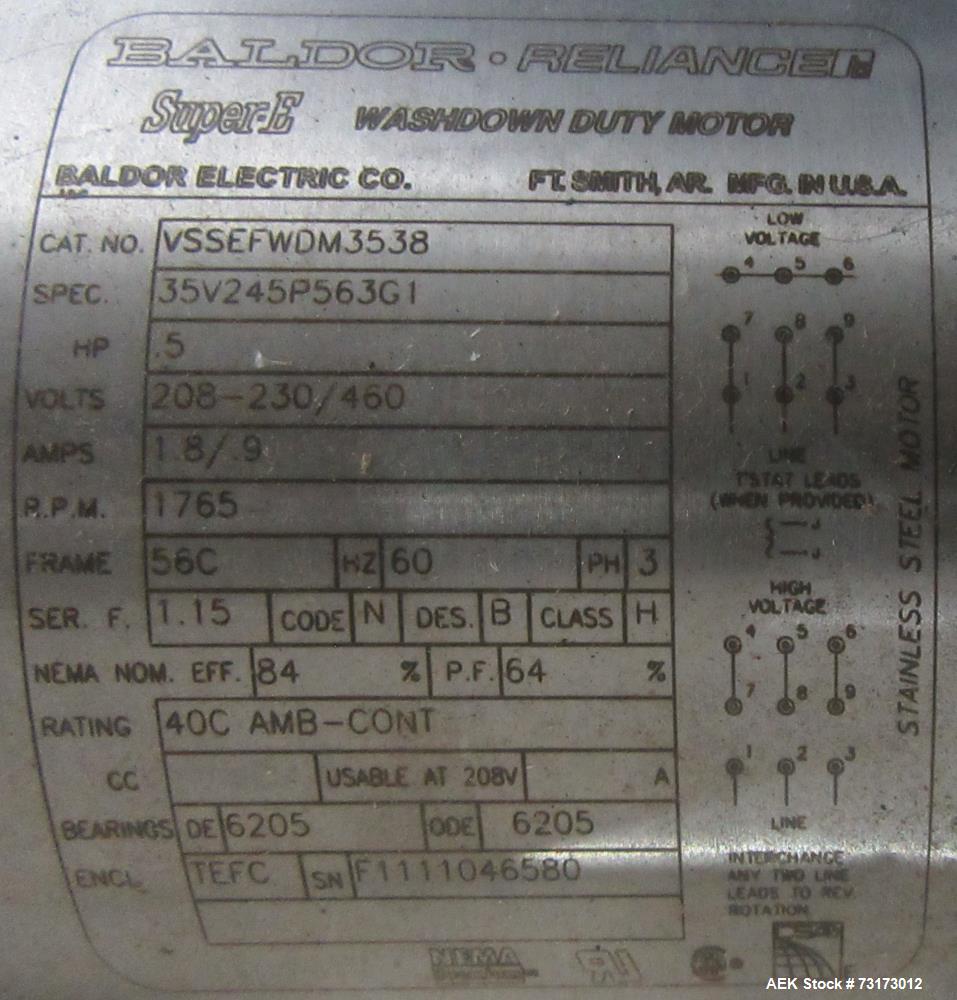 BALDOR • RELIANCE
Super-E WASHDOWN DUTY MOTOR
BALDOR ELECTRIC CO. FT. SMITH, AR. MFG. IN U.S.A.
CAT. NO. VSSEFWDM3538
SPEC. 35V245P563G1
HP .5
VOLTS 208-230/460
AMPS 1.8/.9
R.P.M. 1765
FRAME 56C HZ 60 PH 3
SER. F. 1.15 CODE N DES. B CLASS H
NEMA NOM. EFF. 84 % P.F. 64 %
RATING 40C AMB-CONT
CC USABLE AT 208V A
BEARINGS DE 6205 ODE 6205
ENCL. TEFC SN F1111046580
LOW
VOLTAGE
4 5 6
7 8 9
1 2 3
LINE
T'STAT LEADS
(WHEN PROVIDED)
J
J
HIGH
VOLTAGE
4 5 6
7 8 9
1 2 3
LINE
INTERCHANGE
ANY TWO LINE
LEADS TO REV.
ROTATION
STAINLESS STEEL MOTOR
NEMA
AEK Stock # 73173012